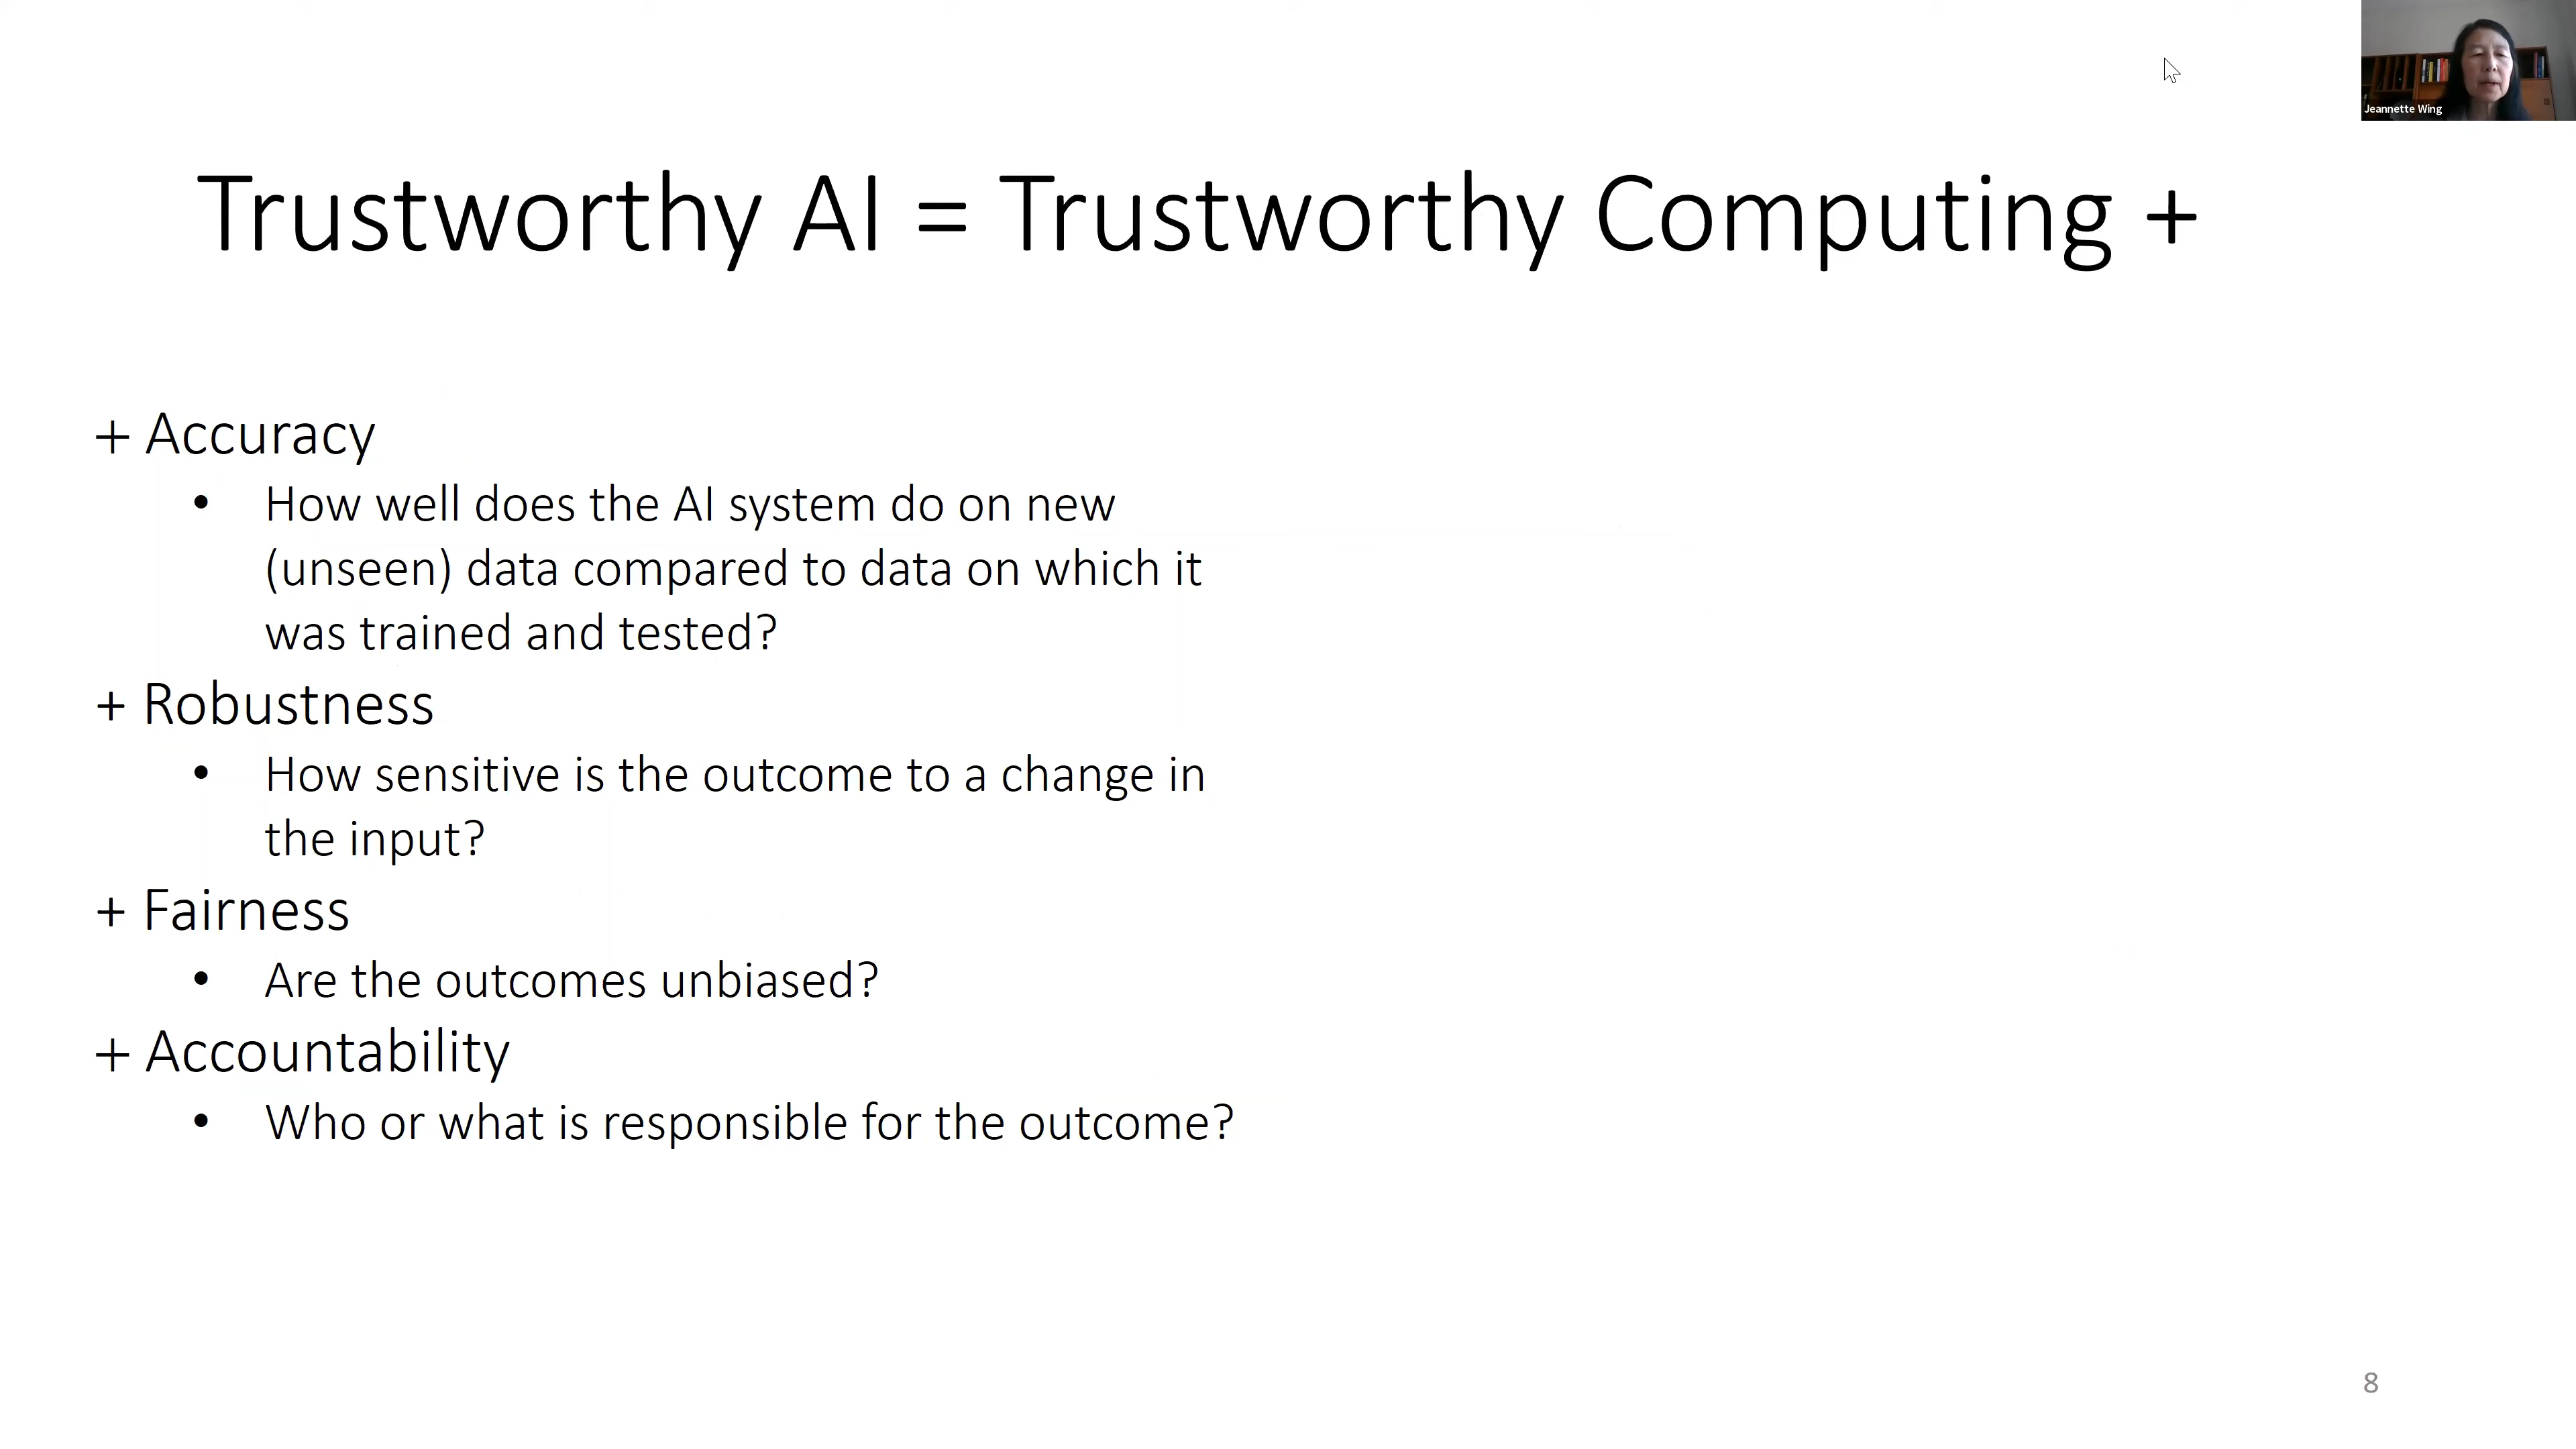 Jeannette Wing
Trustworthy AI = Trustworthy Computing +
+ Accuracy
• How well does the AI system do on new
(unseen) data compared to data on which it
was trained and tested?
+ Robustness
• How sensitive is the outcome to a change in
the input?
+ Fairness
• Are the outcomes unbiased?
+ Accountability
• Who or what is responsible for the outcome?
8